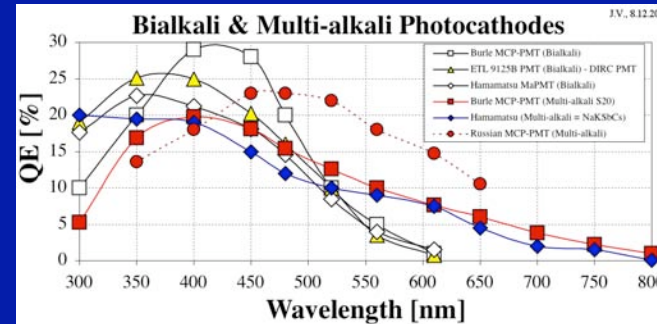 J.V., 8.12.20
Bialkali & Multi-alkali Photocathodes
Burle MCP-PMT (Bialkali)
ETL 9125B PMT (Bialkali) - DIRC PMT
Hamamatsu MaPMT (Bialkali)
Burle MCP-PMT (Multi-alkali S20)
Hamamatsu (Multi-alkali = NaKSbCs)
Russian MCP-PMT (Multi-alkali)
QE [%]
30
25
20
15
10
5
0
300 350 400 450 500 550 600 650 700 750 800
Wavelength [nm]